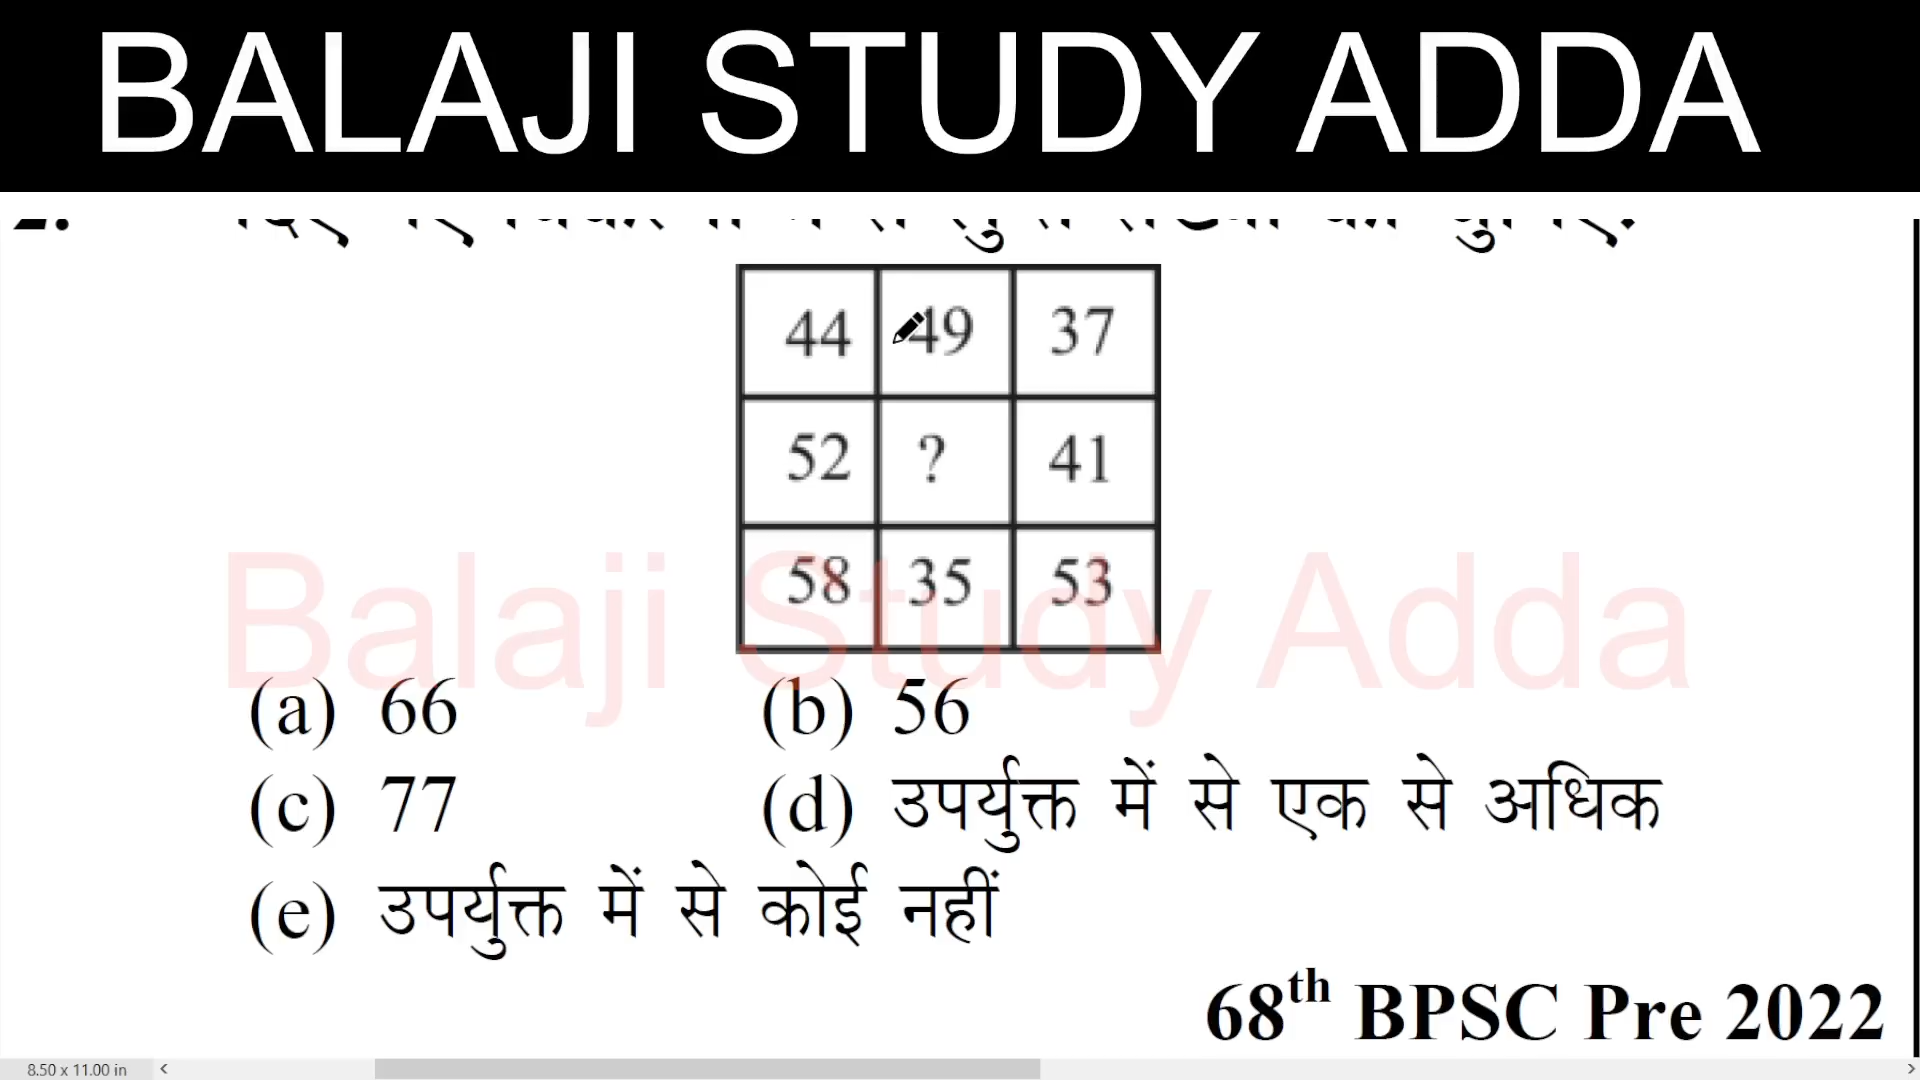 BALAJI STUDY ADDA
44 49 37
52 ? 41
58 35 53
Balaji Study Adda
(a) 66 (b) 56
(c) 77 (d) उपर्युक्त में से एक से अधिक
(e) उपर्युक्त में से कोई नहीं
68th BPSC Pre 2022
8.50 x 11.00 in